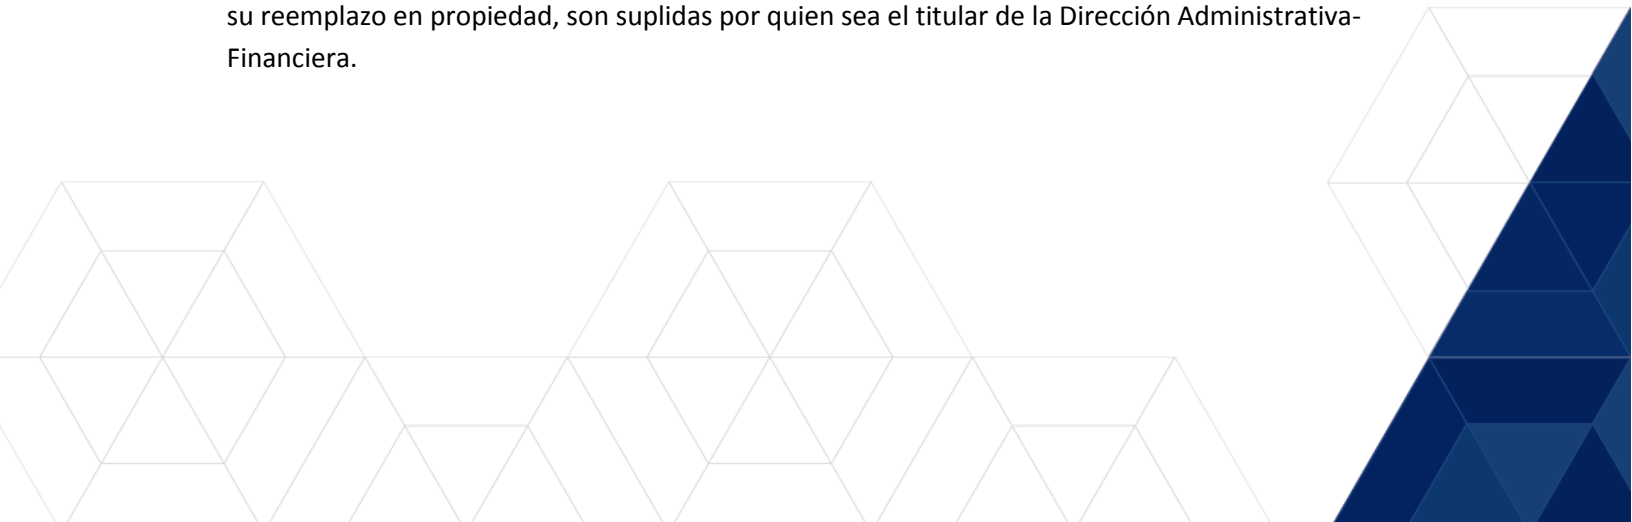 su reemplazo en propiedad, son suplidas por quien sea el titular de la Dirección Administrativa-
Financiera.